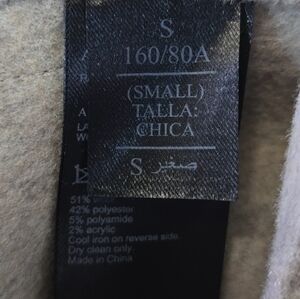 S
160/80A
(SMALL)
TALLA:
CHICA
S صغير
51%
42% polyester
5% polyamide
2% acrylic
Cool iron on reverse side.
Dry clean only.
Made in China